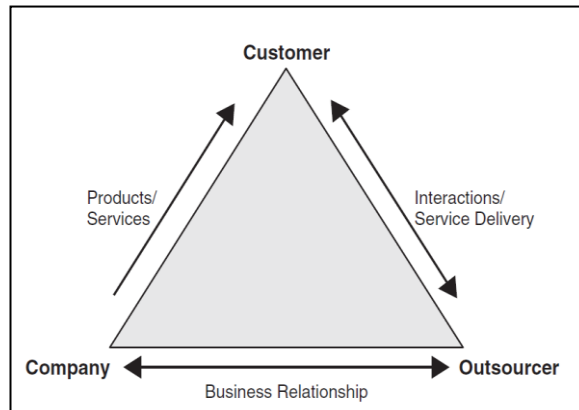 Customer
Products/
Services
Interactions/
Service Delivery
Company
Outsourcer
Business Relationship